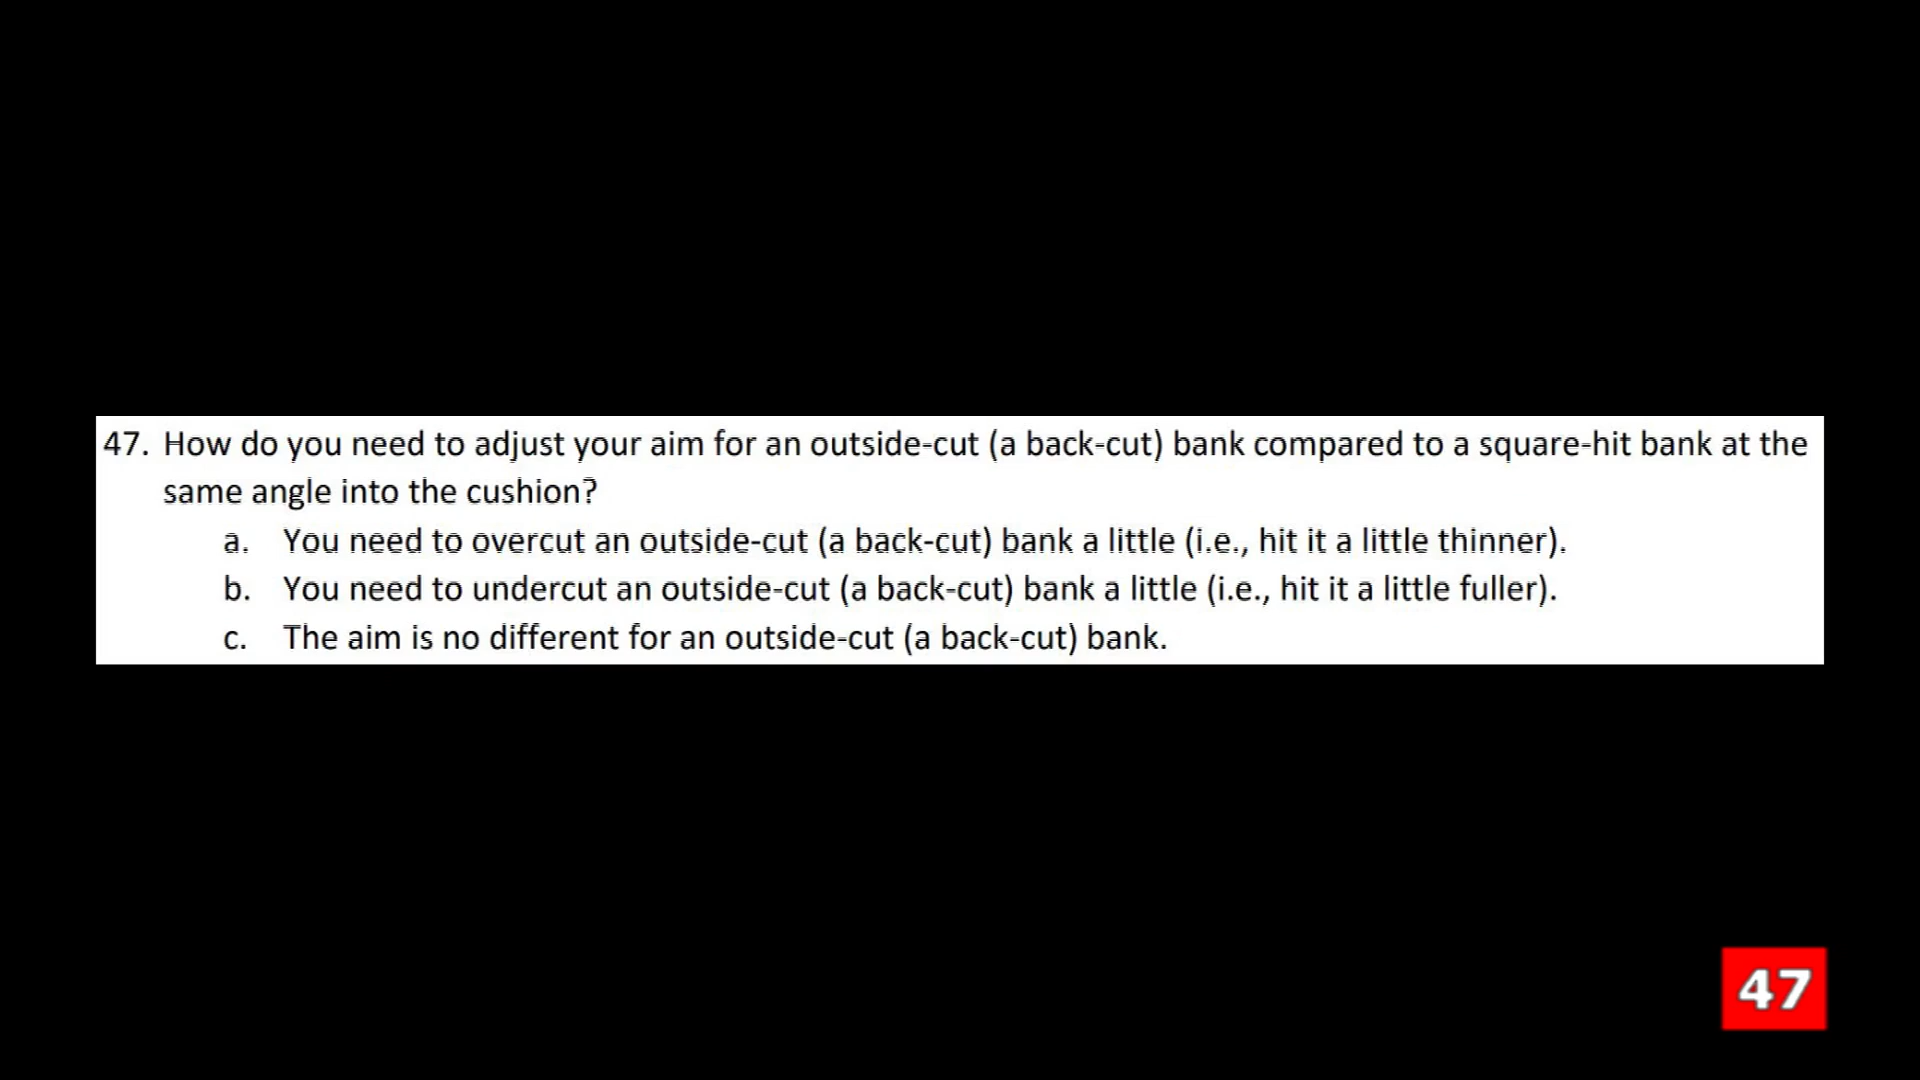 47. How do you need to adjust your aim for an outside-cut (a back-cut) bank compared to a square-hit bank at the
same angle into the cushion?
a. You need to overcut an outside-cut (a back-cut) bank a little (i.e., hit it a little thinner).
b. You need to undercut an outside-cut (a back-cut) bank a little (i.e., hit it a little fuller).
c. The aim is no different for an outside-cut (a back-cut) bank.
47